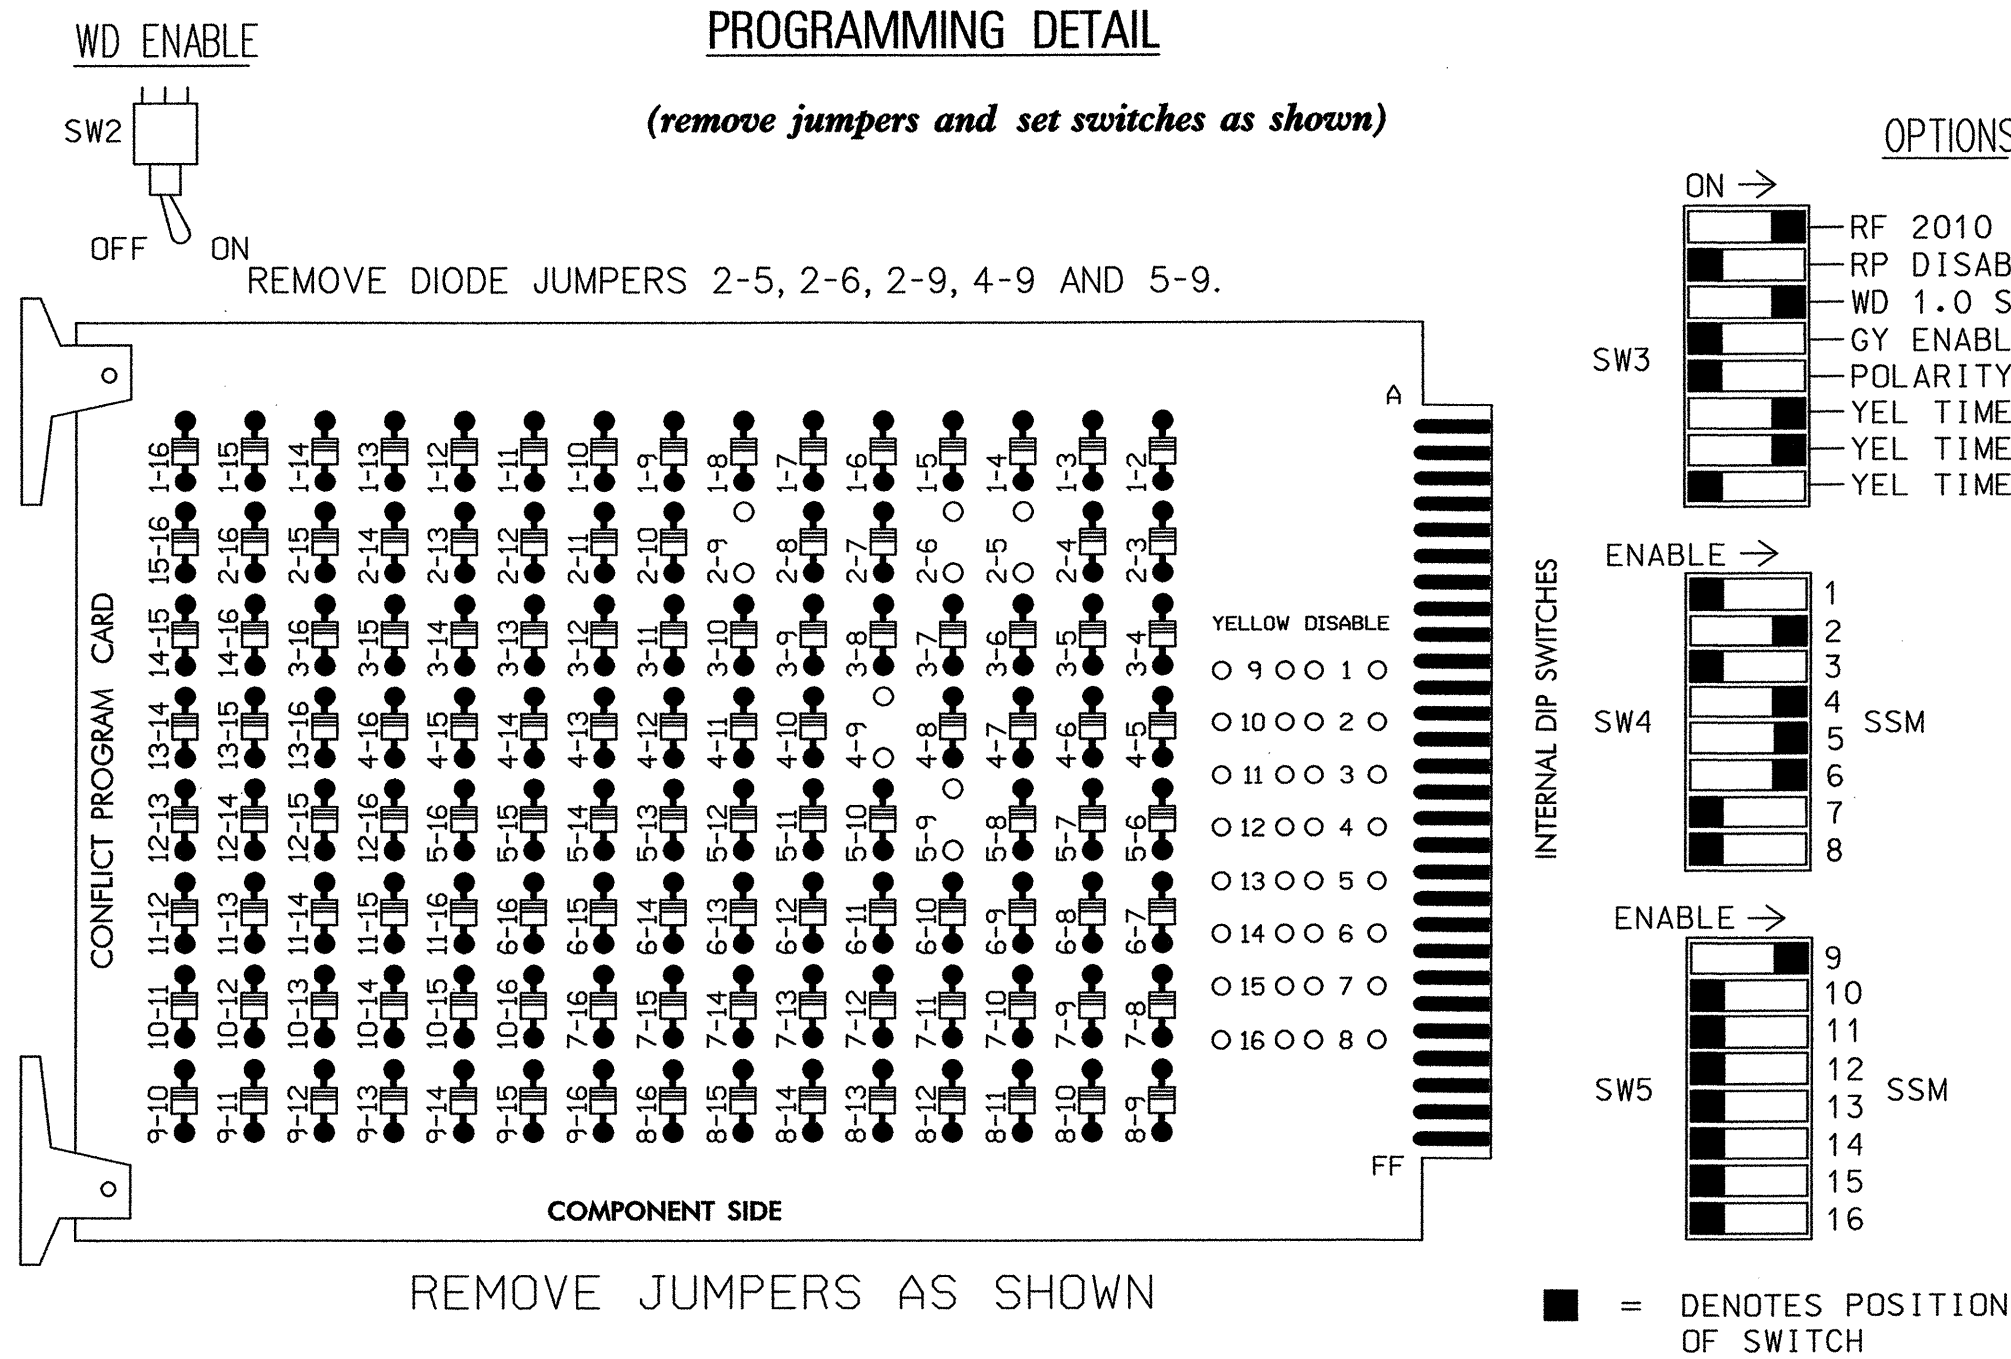 PROGRAMMING DETAIL
(remove jumpers and set switches as shown)
WD ENABLE
SW2
OFF ON
REMOVE DIODE JUMPERS 2-5, 2-6, 2-9, 4-9 AND 5-9.
CONFLICT PROGRAM CARD
1-16 1-15 1-14 1-13 1-12 1-11 1-10 1-9 1-8 1-7 1-6 1-5 1-4 1-3 1-2
15-16 2-16 2-15 2-14 2-13 2-12 2-11 2-10 2-9 2-8 2-7 2-6 2-5 2-4 2-3
14-15 14-16 3-16 3-15 3-14 3-13 3-12 3-11 3-10 3-9 3-8 3-7 3-6 3-5 3-4
13-14 13-15 13-16 4-16 4-15 4-14 4-13 4-12 4-11 4-10 4-9 4-8 4-7 4-6 4-5
12-13 12-14 12-15 12-16 5-16 5-15 5-14 5-13 5-12 5-11 5-10 5-9 5-8 5-7 5-6
11-12 11-13 11-14 11-15 11-16 6-16 6-15 6-14 6-13 6-12 6-11 6-10 6-9 6-8 6-7
10-11 10-12 10-13 10-14 10-15 10-16 7-16 7-15 7-14 7-13 7-12 7-11 7-10 7-9 7-8
9-10 9-11 9-12 9-13 9-14 9-15 9-16 8-16 8-15 8-14 8-13 8-12 8-11 8-10 8-9
A
YELLOW DISABLE
9 1
10 2
11 3
12 4
13 5
14 6
15 7
16 8
FF
COMPONENT SIDE
REMOVE JUMPERS AS SHOWN
INTERNAL DIP SWITCHES
OPTIONS
ON →
SW3
RF 2010
RP DISAB
WD 1.0 S
GY ENABL
POLARITY
YEL TIME
YEL TIME
YEL TIME
ENABLE →
SW4
1
2
3
4
5
6
7
8
SSM
ENABLE →
SW5
9
10
11
12
13
14
15
16
SSM
= DENOTES POSITION
OF SWITCH